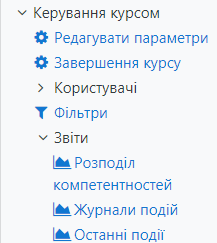 Керування курсом
Редагувати параметри
Завершення курсу
Користувачі
Фільтри
Звіти
Розподіл
компетентностей
Журнали подій
Останні події